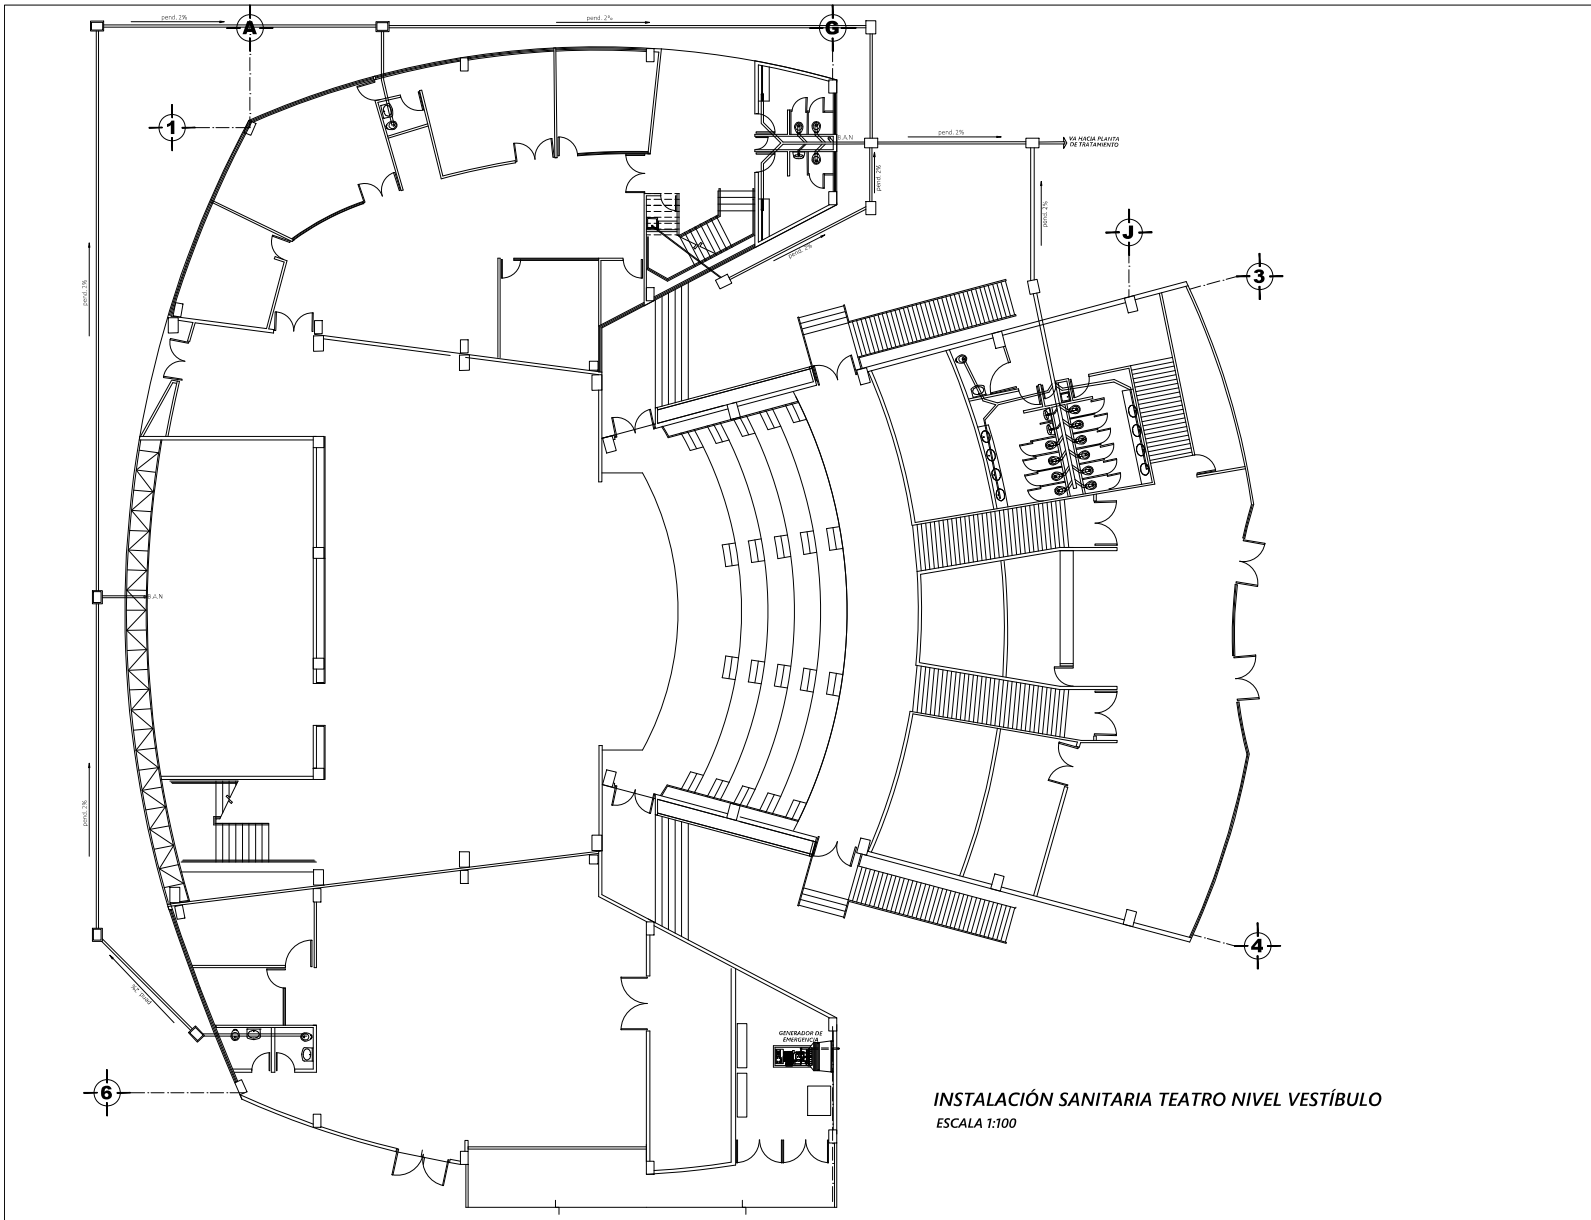 pend. 2%
pend. 2%
A
G
1
B.A.N
pend. 2%
VA HACIA PLANTA
DE TRATAMIENTO
pend. 2%
pend. 2%
J
pend. 2%
3
pend. 2%
B.A.N
pend. 2%
4
pend. 2%
GENERADOR DE
EMERGENCIA
6
INSTALACIÓN SANITARIA TEATRO NIVEL VESTÍBULO
ESCALA 1:100